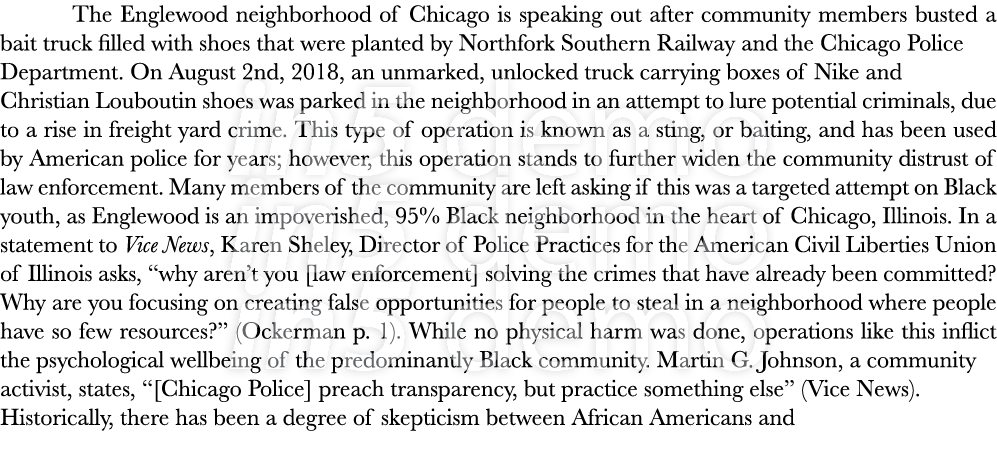 The Englewood neighborhood of Chicago is speaking out after community members busted a
bait truck filled with shoes that were planted by Northfork Southern Railway and the Chicago Police
Department. On August 2nd, 2018, an unmarked, unlocked truck carrying boxes of Nike and
Christian Louboutin shoes was parked in the neighborhood in an attempt to lure potential criminals, due
to a rise in freight yard crime. This type of operation is known as a sting, or baiting, and has been used
by American police for years; however, this operation stands to further widen the community distrust of
law enforcement. Many members of the community are left asking if this was a targeted attempt on Black
youth, as Englewood is an impoverished, 95% Black neighborhood in the heart of Chicago, Illinois. In a
statement to Vice News, Karen Sheley, Director of Police Practices for the American Civil Liberties Union
of Illinois asks, “why aren’t you [law enforcement] solving the crimes that have already been committed?
Why are you focusing on creating false opportunities for people to steal in a neighborhood where people
have so few resources?” (Ockerman p. 1). While no physical harm was done, operations like this inflict
the psychological wellbeing of the predominantly Black community. Martin G. Johnson, a community
activist, states, “[Chicago Police] preach transparency, but practice something else” (Vice News).
Historically, there has been a degree of skepticism between African Americans and
in5 demo
in5 demo
in5 demo